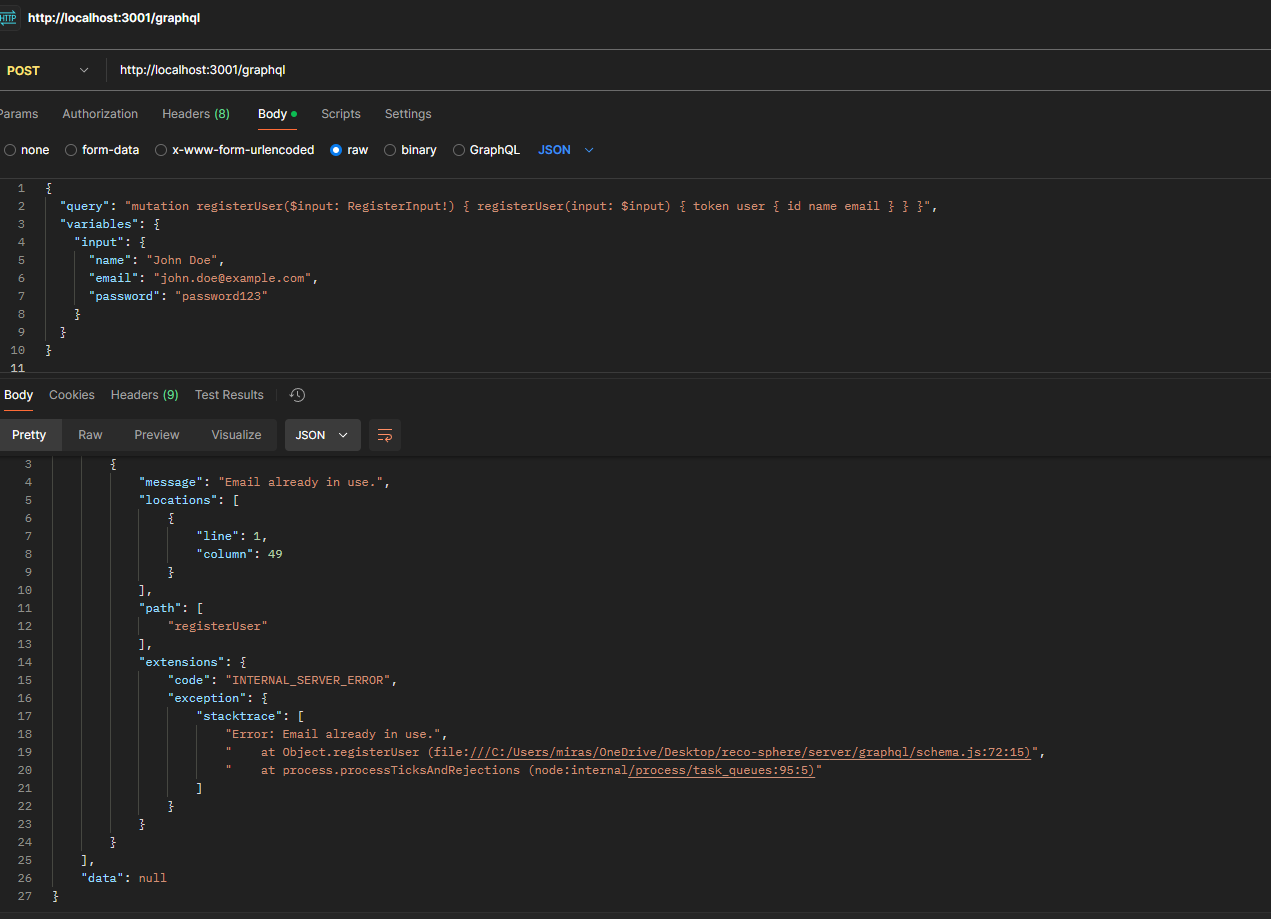 HTTP http://localhost:3001/graphql
POST http://localhost:3001/graphql
Params Authorization Headers (8) Body Scripts Settings
none form-data x-www-form-urlencoded raw binary GraphQL JSON
1 {
2 "query": "mutation registerUser($input: RegisterInput!) { registerUser(input: $input) { token user { id name email } } }",
3 "variables": {
4 "input": {
5 "name": "John Doe",
6 "email": "john.doe@example.com",
7 "password": "password123"
8 }
9 }
10 }
11
Body Cookies Headers (9) Test Results
Pretty Raw Preview Visualize JSON
3 {
4 "message": "Email already in use.",
5 "locations": [
6 {
7 "line": 1,
8 "column": 49
9 }
10 ],
11 "path": [
12 "registerUser"
13 ],
14 "extensions": {
15 "code": "INTERNAL_SERVER_ERROR",
16 "exception": {
17 "stacktrace": [
18 "Error: Email already in use.",
19 "    at Object.registerUser (file:///C:/Users/miras/OneDrive/Desktop/reco-sphere/server/graphql/schema.js:72:15)",
20 "    at process.processTicksAndRejections (node:internal/process/task_queues:95:5)"
21 ]
22 }
23 }
24 }
25 ],
26 "data": null
27 }